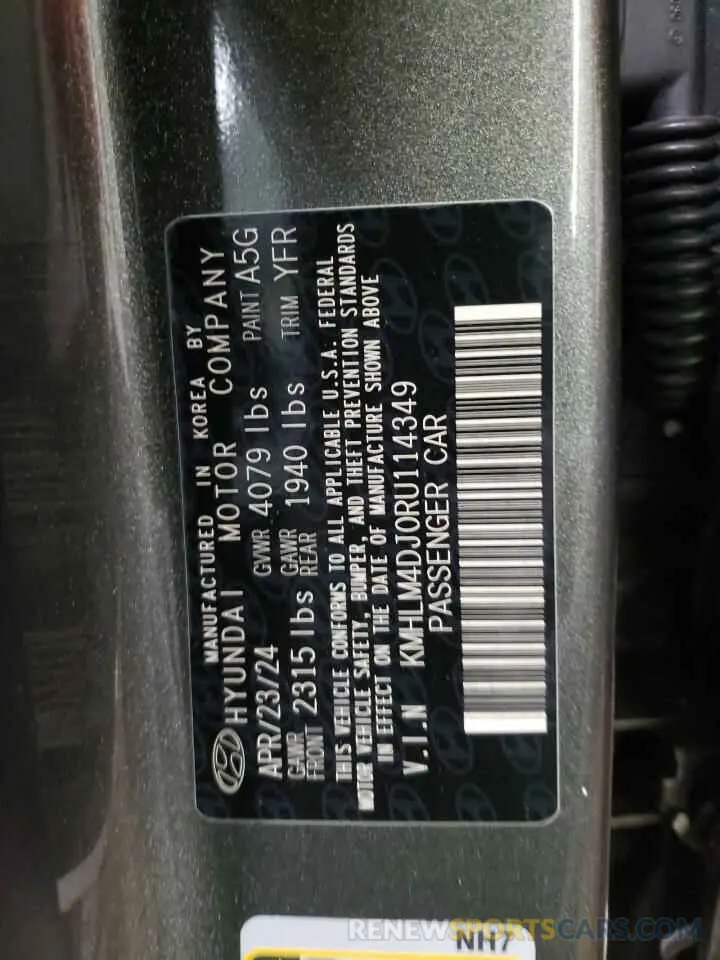 MANUFACTURED IN KOREA BY
HYUNDAI MOTOR COMPANY
APR/23/24 GVWR 4079 lbs PAINT A5G
GAWR FRONT 2315 lbs GAWR REAR 1940 lbs TRIM YFR
THIS VEHICLE CONFORMS TO ALL APPLICABLE U.S.A. FEDERAL
MOTOR VEHICLE SAFETY, BUMPER, AND THEFT PREVENTION STANDARDS
IN EFFECT ON THE DATE OF MANUFACTURE SHOWN ABOVE
V.I.N KMHLM4DJ0RU114349
PASSENGER CAR
NH7
RENEWSPORTSCARS.COM